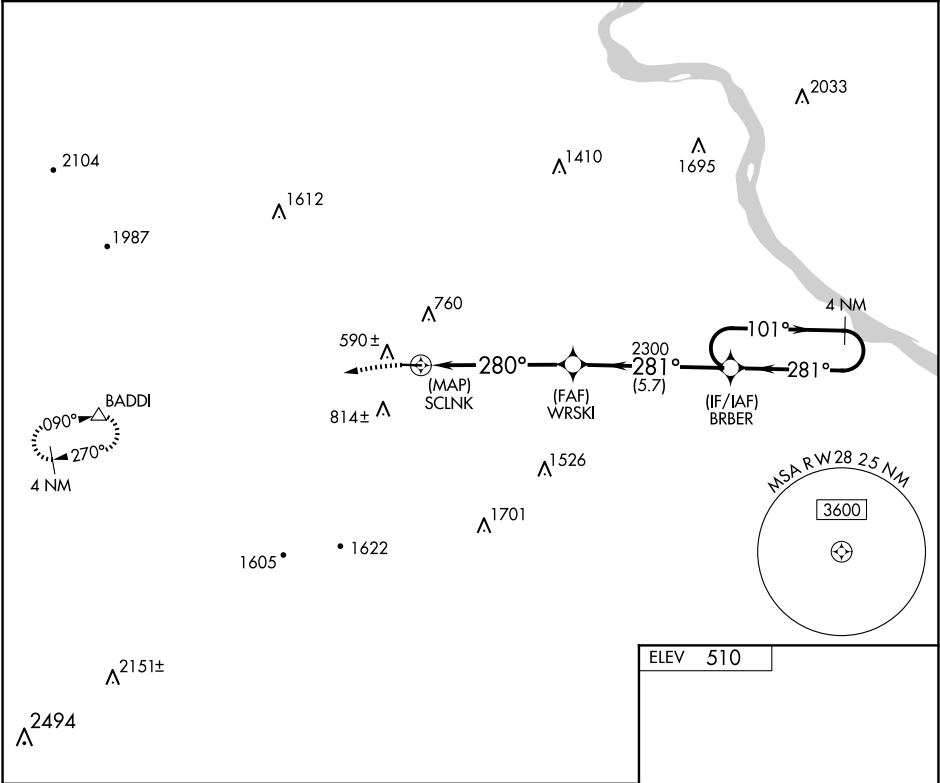 2033
1410
1695
2104
1612
1987
760
4 NM
590 ±
101°
2300
280°
281°
281°
(5.7)
(MAP)
SCLNK
(FAF)
WRSKI
(IF/IAF)
BRBER
BADDI
814±
090°
270°
4 NM
1526
MSA RW28 25 NM
3600
1701
1622
1605
ELEV 510
2151±
2494